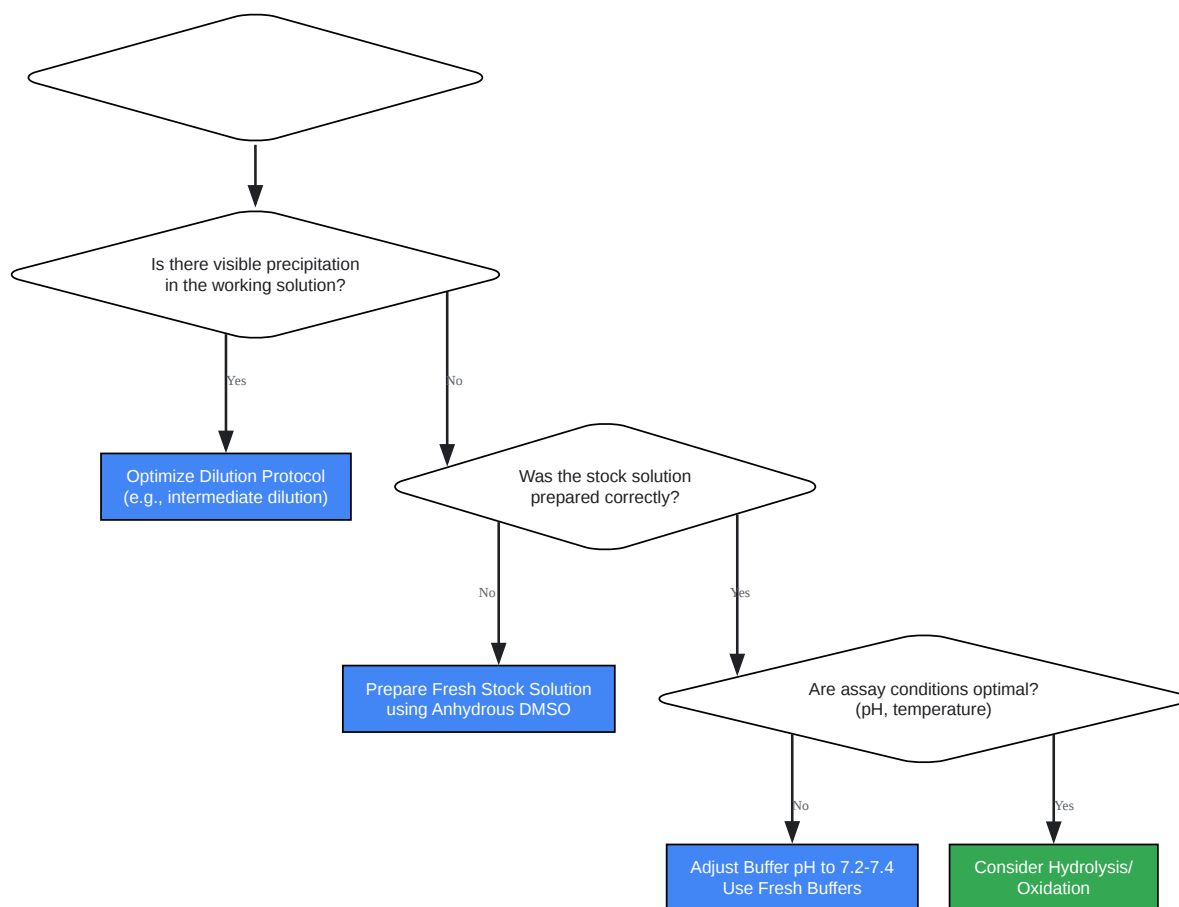 Is there visible precipitation
in the working solution?
Yes
No
Optimize Dilution Protocol
(e.g., intermediate dilution)
Was the stock solution
prepared correctly?
No
Yes
Prepare Fresh Stock Solution
using Anhydrous DMSO
Are assay conditions optimal?
(pH, temperature)
No
Yes
Adjust Buffer pH to 7.2-7.4
Use Fresh Buffers
Consider Hydrolysis/
Oxidation